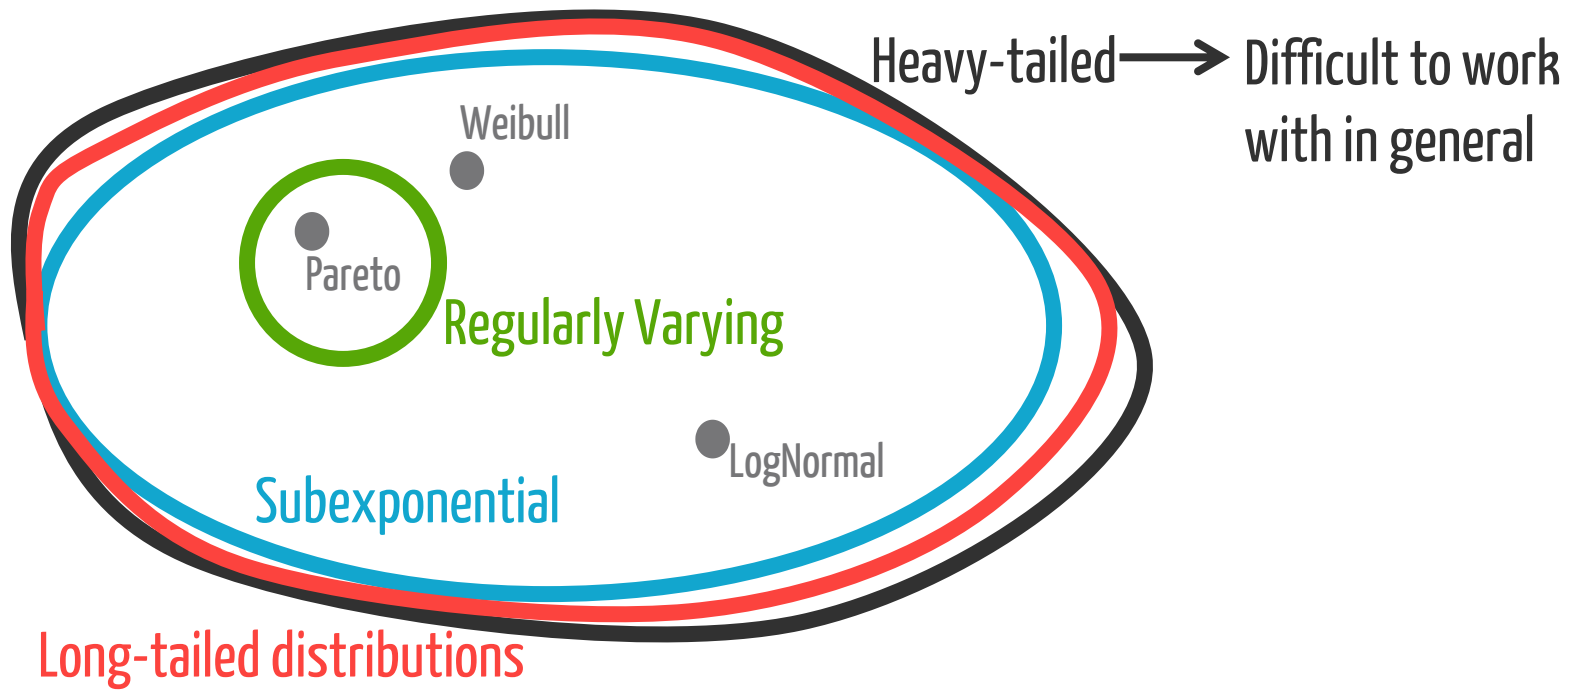 Heavy-tailed
Difficult to work
with in general
Weibull
Pareto
Regularly Varying
LogNormal
Subexponential
Long-tailed distributions